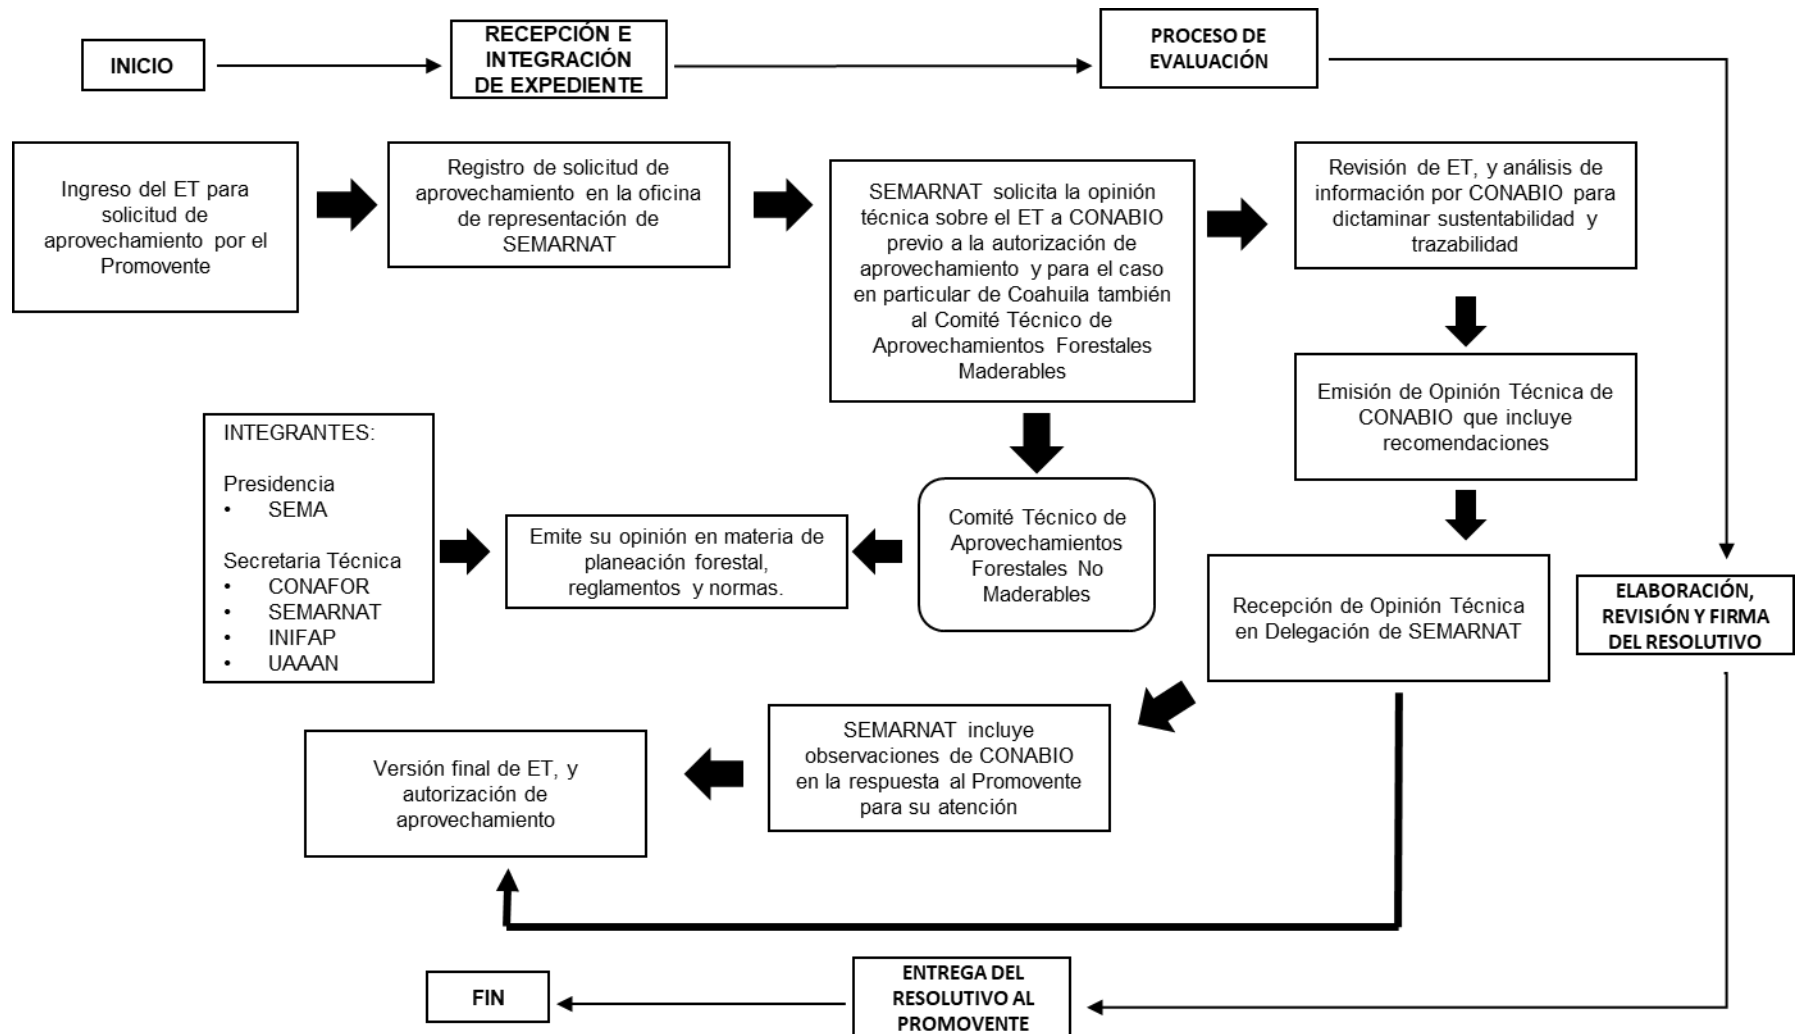 INICIO
RECEPCIÓN E
INTEGRACIÓN
DE EXPEDIENTE
PROCESO DE
EVALUACIÓN
Ingreso del ET para
solicitud de
aprovechamiento por el
Promovente
Registro de solicitud de
aprovechamiento en la oficina
de representación de
SEMARNAT
SEMARNAT solicita la opinión
técnica sobre el ET a CONABIO
previo a la autorización de
aprovechamiento y para el caso
en particular de Coahuila también
al Comité Técnico de
Aprovechamientos Forestales
Maderables
Revisión de ET, y análisis de
información por CONABIO para
dictaminar sustentabilidad y
trazabilidad
Emisión de Opinión Técnica de
CONABIO que incluye
recomendaciones
INTEGRANTES:
Presidencia
• SEMA
Secretaria Técnica
• CONAFOR
• SEMARNAT
• INIFAP
• UAAAN
Emite su opinión en materia de
planeación forestal,
reglamentos y normas.
Comité Técnico de
Aprovechamientos
Forestales No
Maderables
Recepción de Opinión Técnica
en Delegación de SEMARNAT
ELABORACIÓN,
REVISIÓN Y FIRMA
DEL RESOLUTIVO
SEMARNAT incluye
observaciones de CONABIO
en la respuesta al Promovente
para su atención
Versión final de ET, y
autorización de
aprovechamiento
FIN
ENTREGA DEL
RESOLUTIVO AL
PROMOVENTE